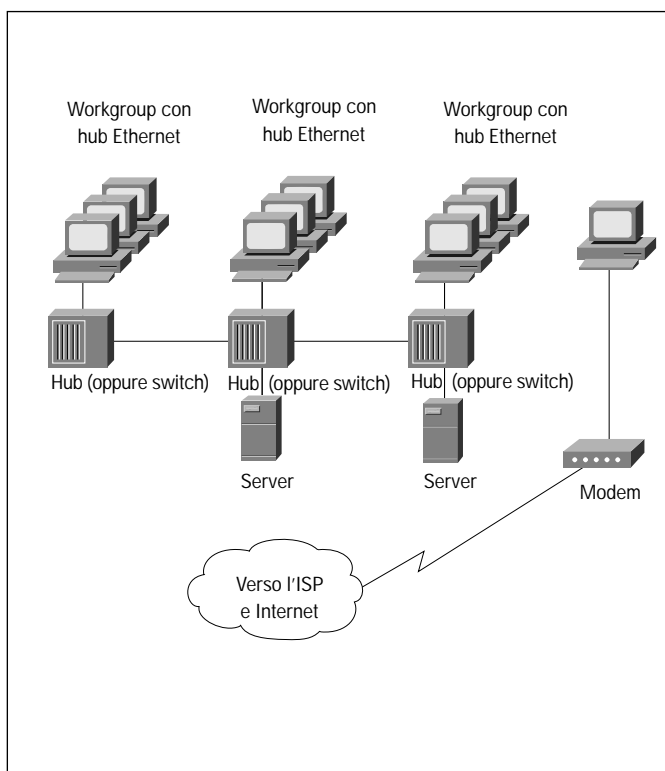 Workgroup con
hub Ethernet
Workgroup con
hub Ethernet
Workgroup con
hub Ethernet
Hub (oppure switch)
Hub (oppure switch)
Hub (oppure switch)
Server
Server
Modem
Verso l'ISP
e Internet